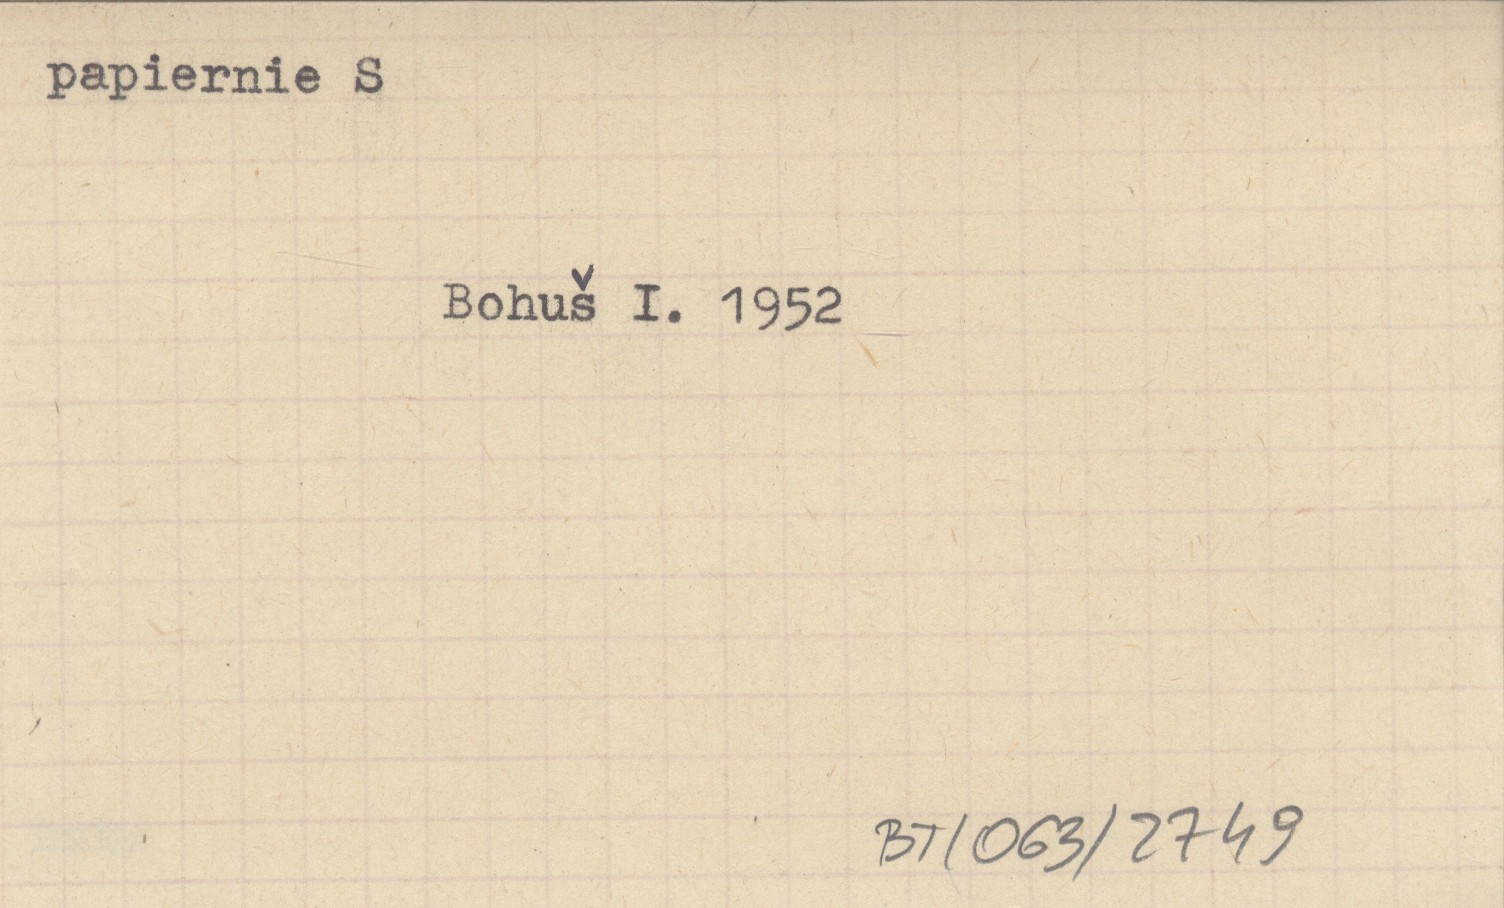 papiernie S
Bohuš I. 1952
BT/063/2749